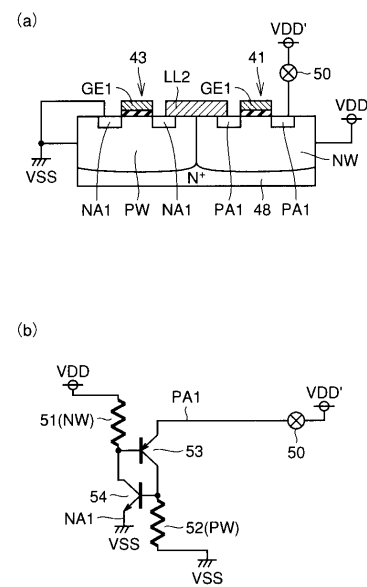 (a)
VDD'
43 LL2 41 50
GE1 GE1 VDD
VSS N+ NW
NA1 PW NA1 PA1 48 PA1
(b)
VDD PA1 VDD'
51(NW) 53 50
54
NA1 52(PW)
VSS
VSS